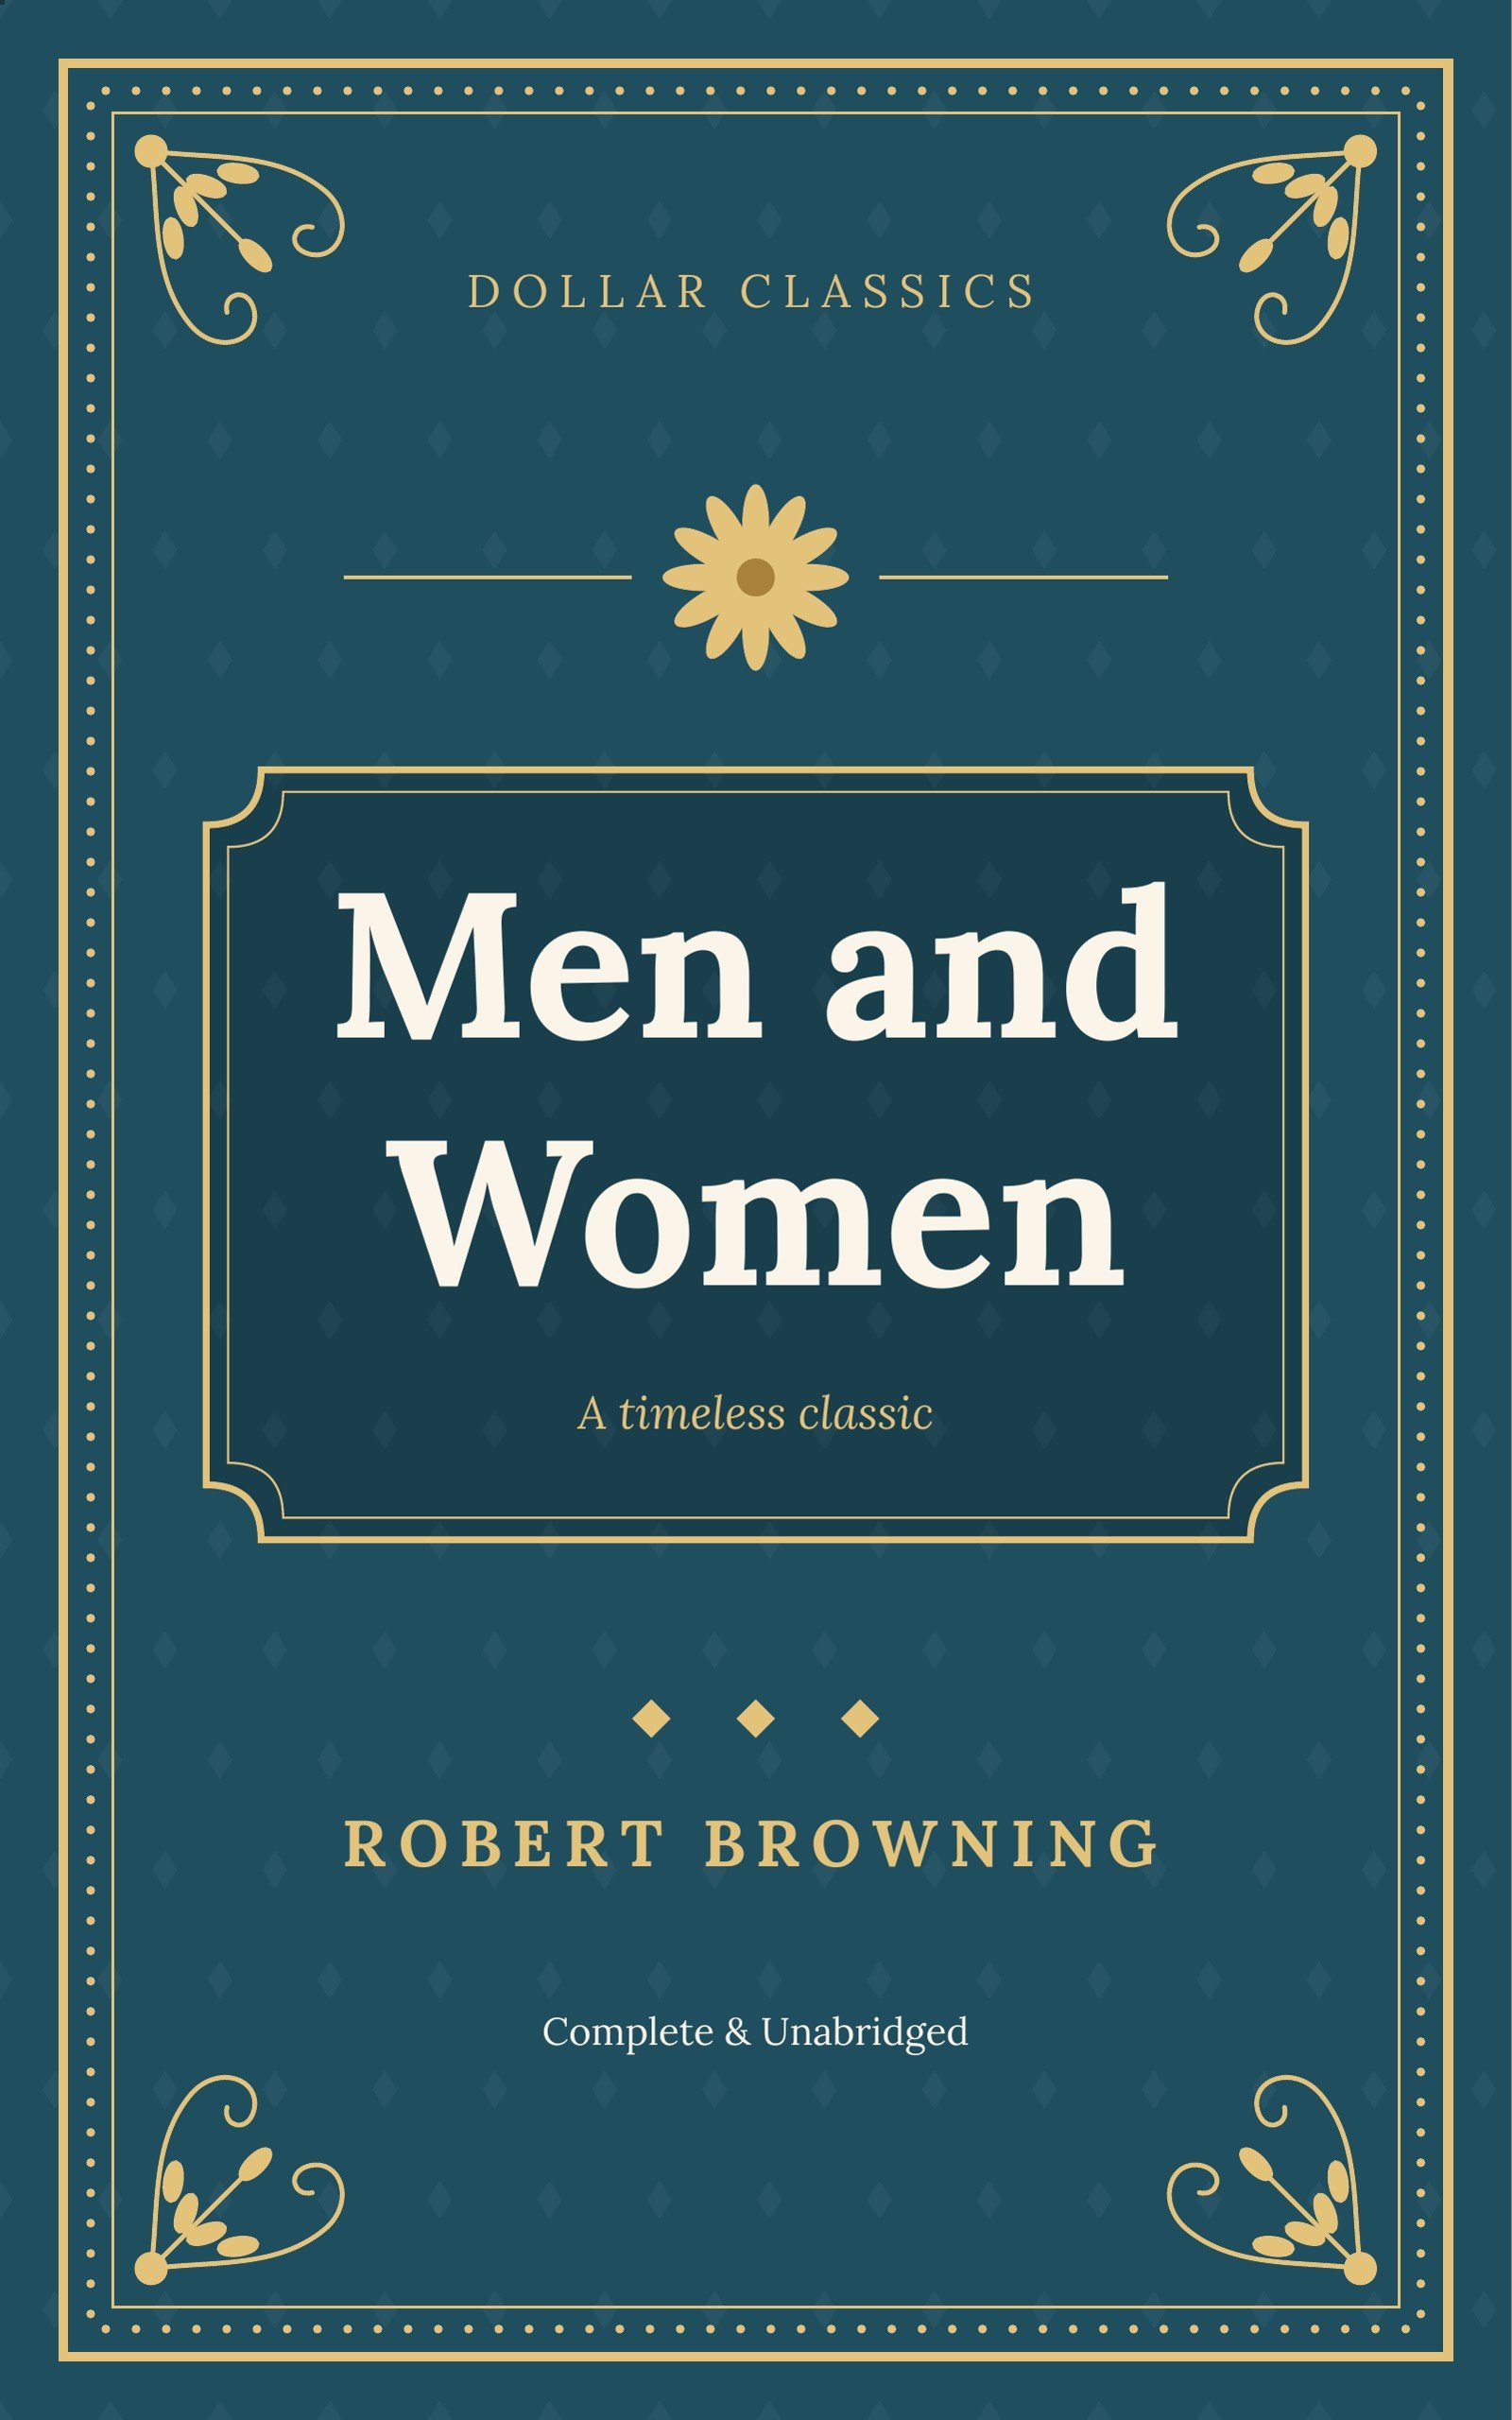 DOLLAR CLASSICS
Men and
Women
A timeless classic
ROBERT BROWNING
Complete & Unabridged